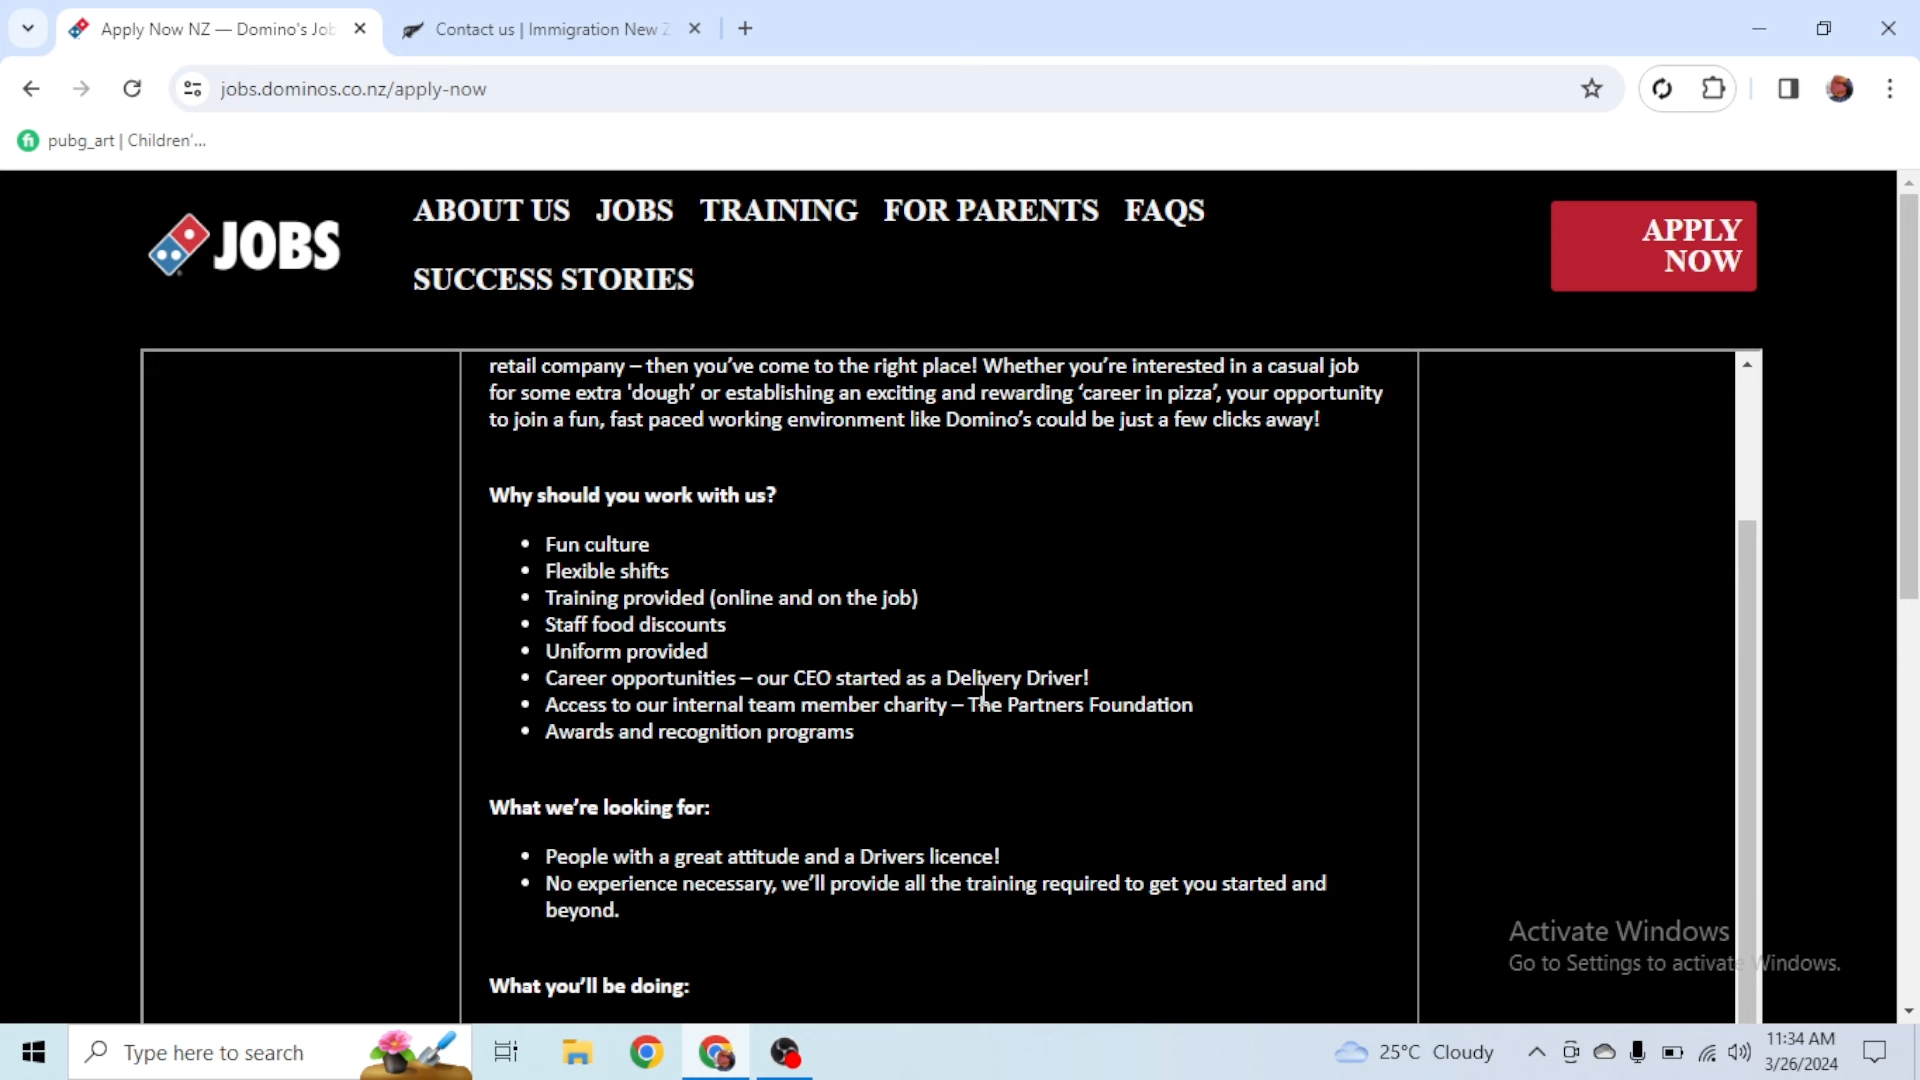 Apply Now NZ — Domino's Job
Contact us | Immigration New Z
jobs.dominos.co.nz/apply-now
pubg_art | Children'...
JOBS
ABOUT US JOBS TRAINING FOR PARENTS FAQS
SUCCESS STORIES
APPLY
NOW
retail company – then you've come to the right place! Whether you're interested in a casual job
for some extra 'dough' or establishing an exciting and rewarding 'career in pizza', your opportunity
to join a fun, fast paced working environment like Domino's could be just a few clicks away!
Why should you work with us?
• Fun culture
• Flexible shifts
• Training provided (online and on the job)
• Staff food discounts
• Uniform provided
• Career opportunities – our CEO started as a Delivery Driver!
• Access to our internal team member charity – The Partners Foundation
• Awards and recognition programs
What we're looking for:
• People with a great attitude and a Drivers licence!
• No experience necessary, we'll provide all the training required to get you started and
beyond.
What you'll be doing:
Activate Windows
Go to Settings to activate Windows.
Type here to search
25°C Cloudy
11:34 AM
3/26/2024